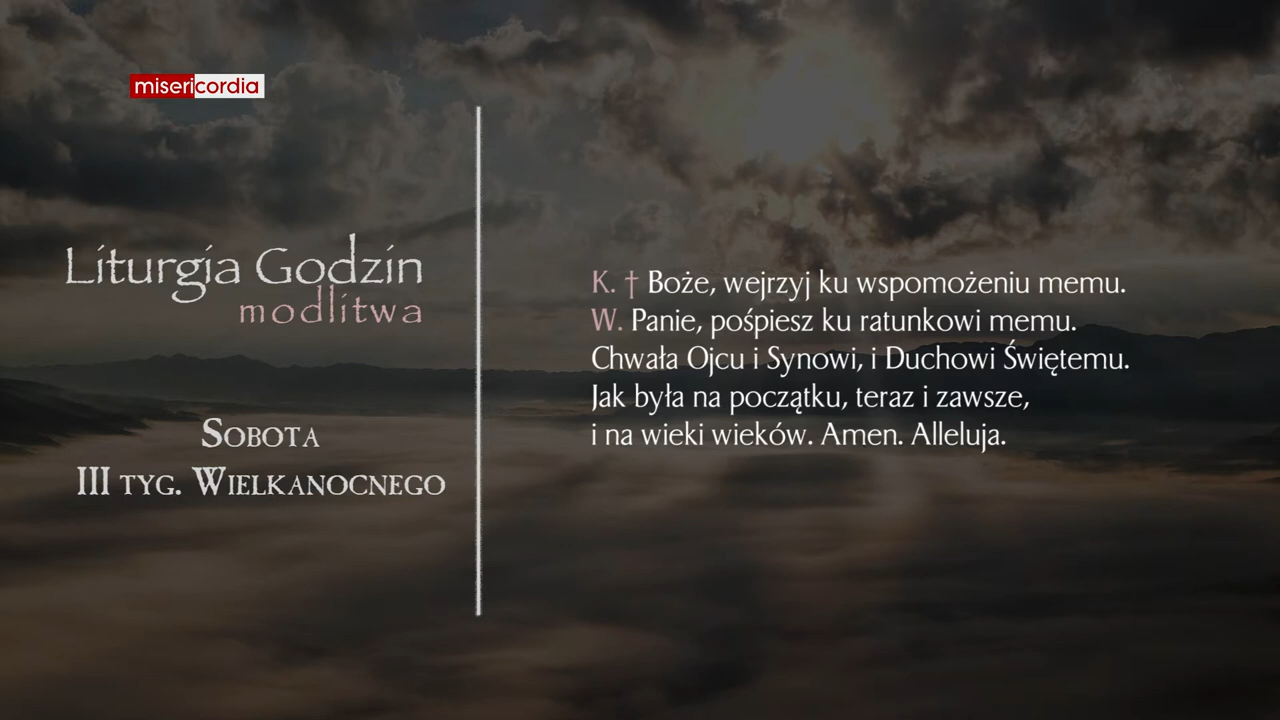 misericordia
Liturgia Godzin
modlitwa
Sobota
III tyg. Wielkanocnego
K. † Boże, wejrzyj ku wspomożeniu memu.
W. Panie, pośpiesz ku ratunkowi memu.
Chwała Ojcu i Synowi, i Duchowi Świętemu.
Jak była na początku, teraz i zawsze,
i na wieki wieków. Amen. Alleluja.